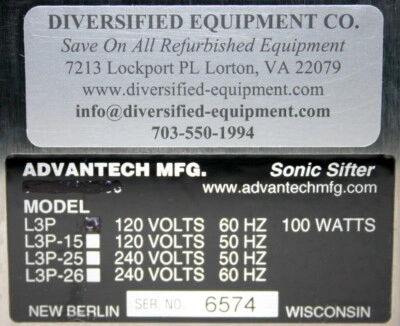 DIVERSIFIED EQUIPMENT CO.
Save On All Refurbished Equipment
7213 Lockport PL Lorton, VA 22079
www.diversified-equipment.com
info@diversified-equipment.com
703-550-1994
ADVANTECH MFG. Sonic Sifter
www.advantechmfg.com
MODEL
L3P 120 VOLTS 60 HZ 100 WATTS
L3P-15 120 VOLTS 50 HZ
L3P-25 240 VOLTS 50 HZ
L3P-26 240 VOLTS 60 HZ
NEW BERLIN SER. NO. 6574 WISCONSIN